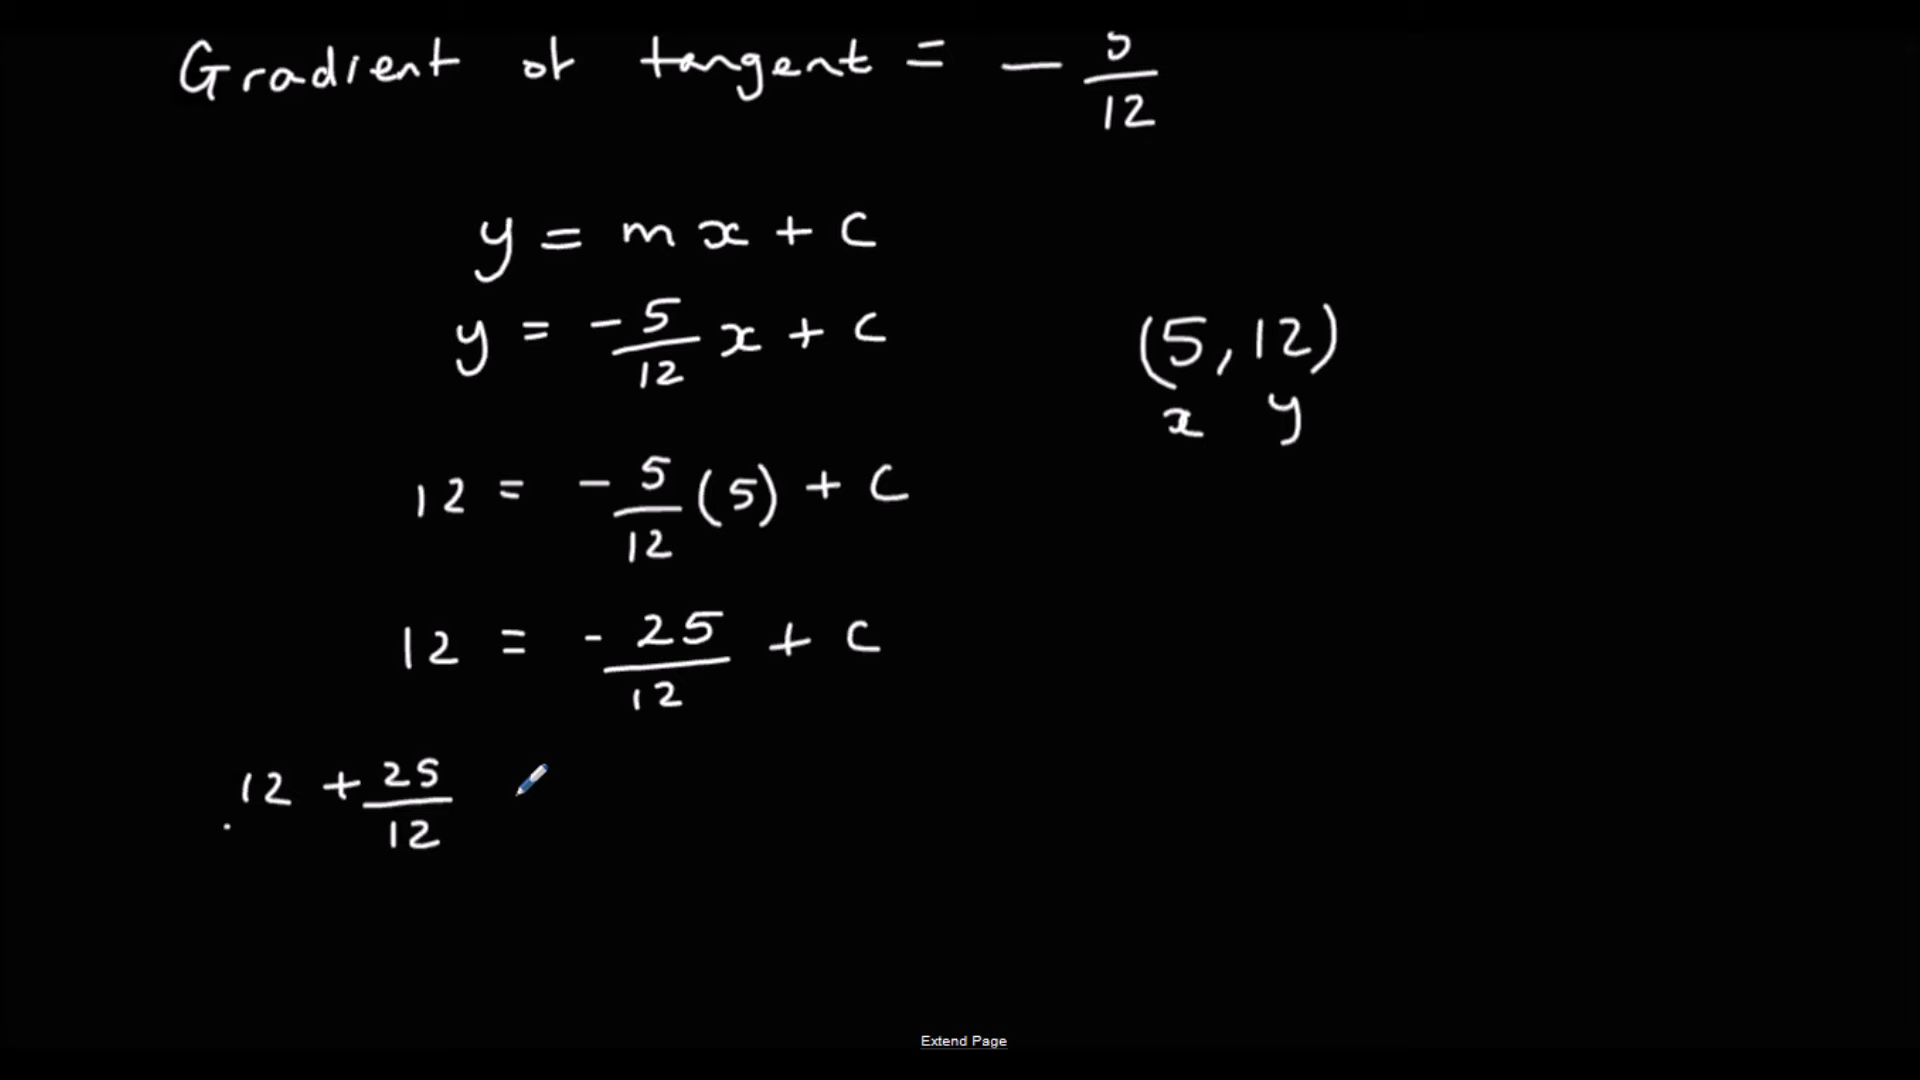 Gradient of tangent = - 5/12
y = mx + c
y = - 5/12 x + c
(5, 12)
x y
12 = - 5/12 (5) + c
12 = - 25/12 + c
12 + 25/12
Extend Page